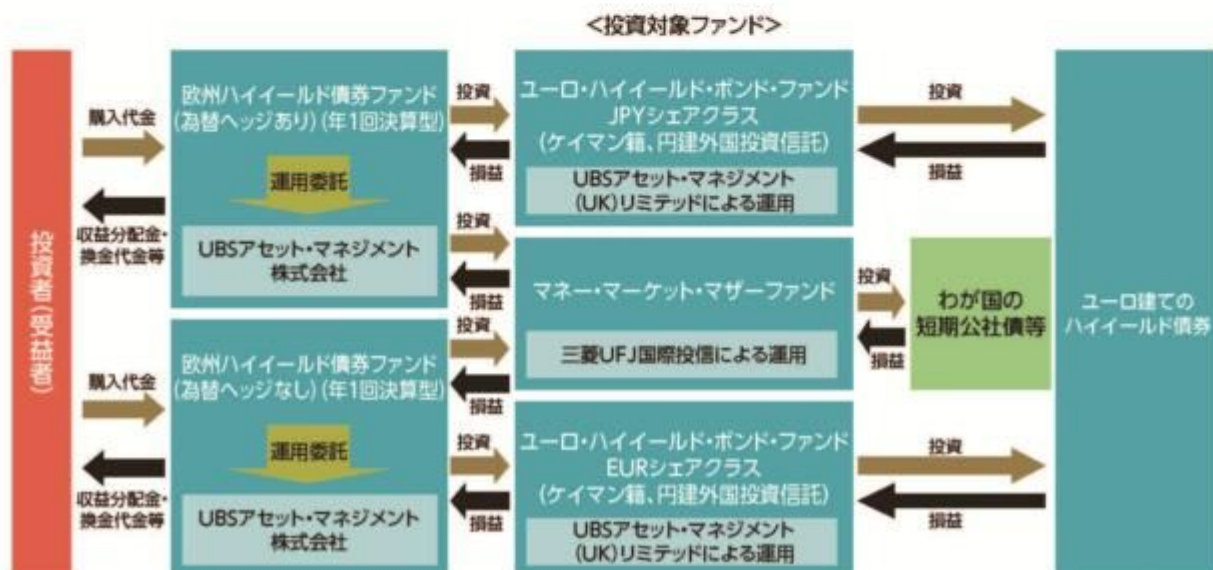 <投資対象ファンド>
投資者(受益者)
購入代金
収益分配金・
換金代金等
購入代金
収益分配金・
換金代金等
欧州ハイイールド債券ファンド
(為替ヘッジあり)(年1回決算型)
運用委託
UBSアセット・マネジメント
株式会社
欧州ハイイールド債券ファンド
(為替ヘッジなし)(年1回決算型)
運用委託
UBSアセット・マネジメント
株式会社
投資
損益
投資
損益
投資
損益
投資
損益
ユーロ・ハイイールド・ボンド・ファンド
JPYシェアクラス
(ケイマン籍、円建外国投資信託)
UBSアセット・マネジメント
(UK)リミテッドによる運用
マネー・マーケット・マザーファンド
三菱UFJ国際投信による運用
ユーロ・ハイイールド・ボンド・ファンド
EURシェアクラス
(ケイマン籍、円建外国投資信託)
UBSアセット・マネジメント
(UK)リミテッドによる運用
投資
損益
投資
損益
わが国の
短期公社債等
投資
損益
ユーロ建ての
ハイイールド債券